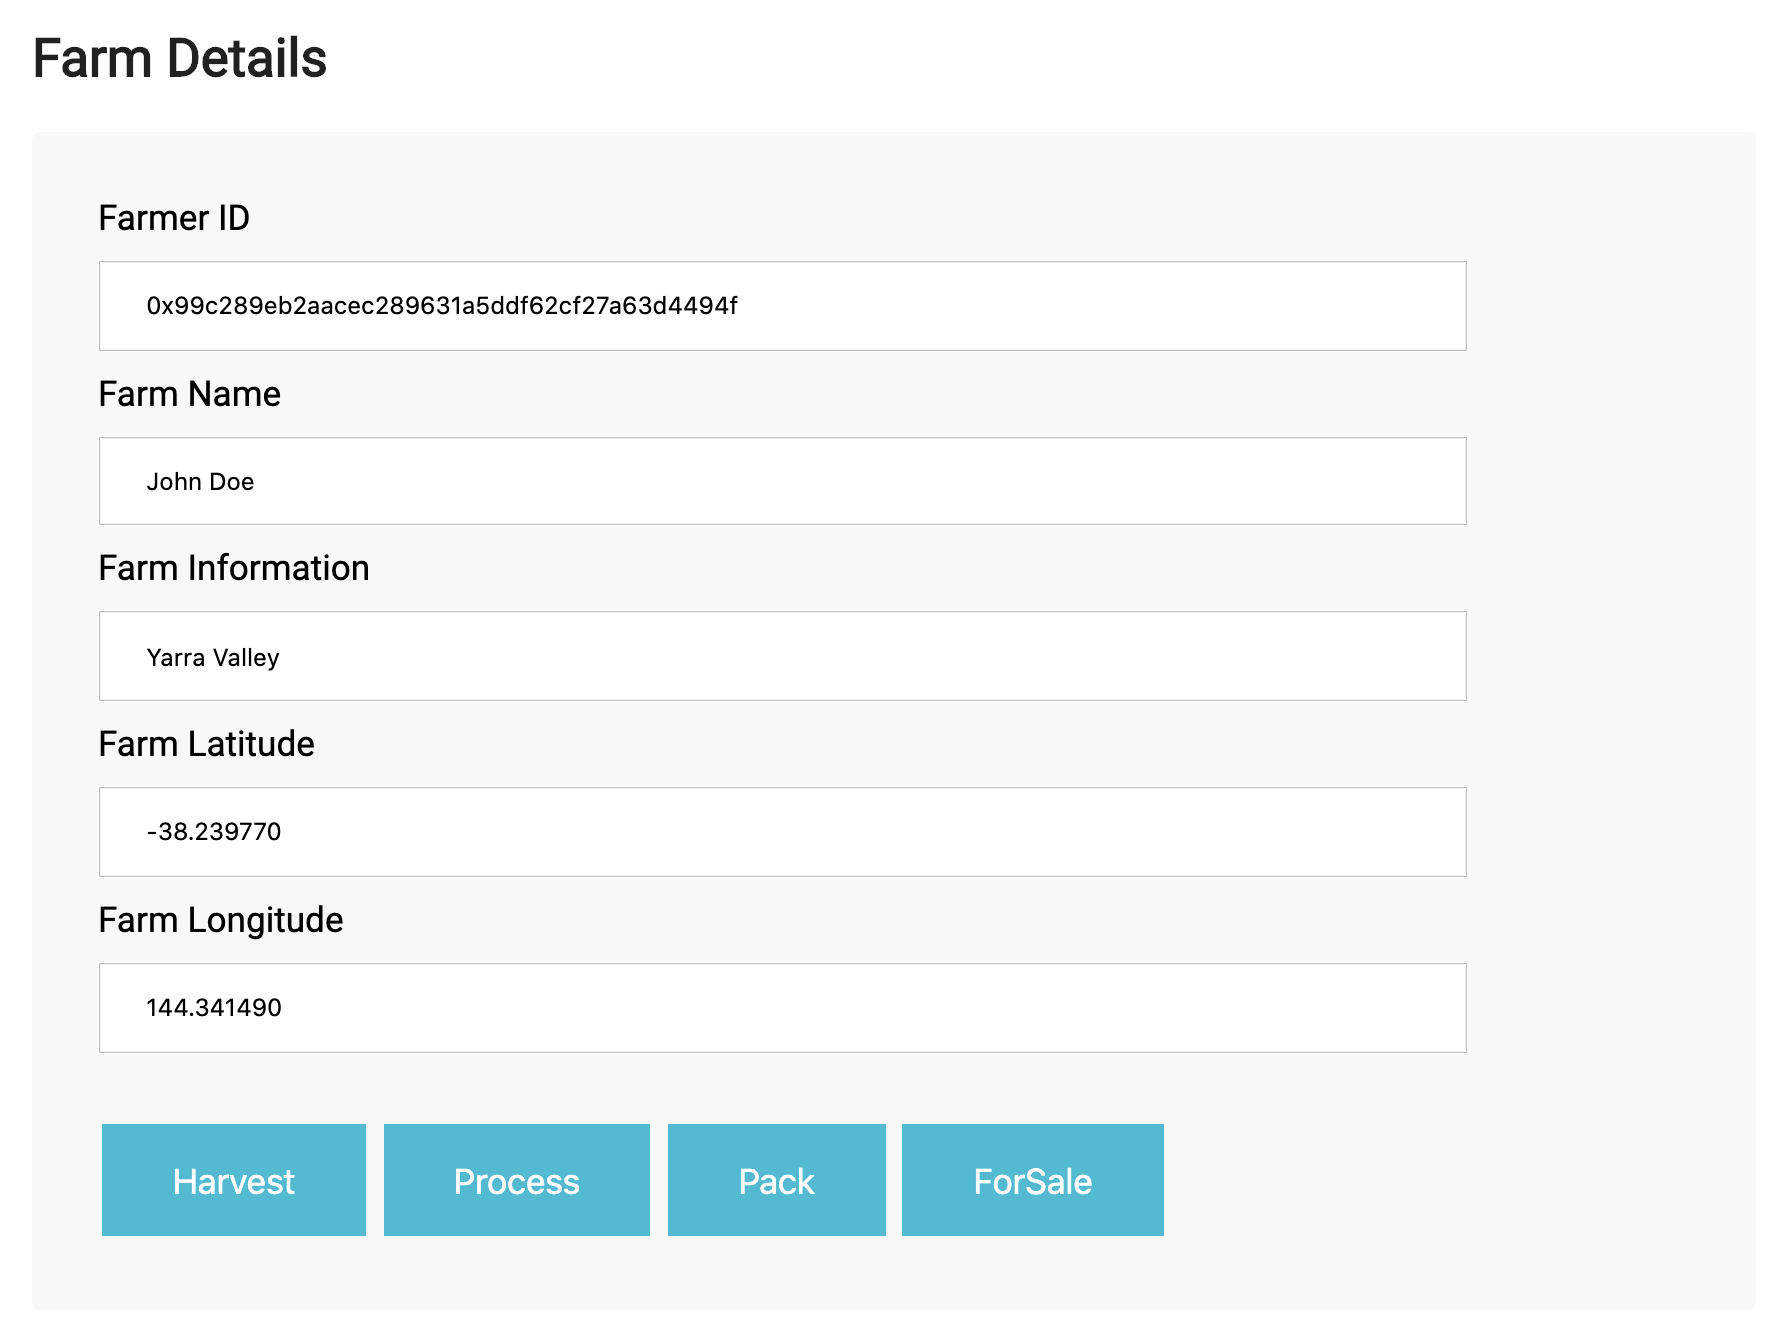 Farm Details
Farmer ID
0x99c289eb2aacec289631a5ddf62cf27a63d4494f
Farm Name
John Doe
Farm Information
Yarra Valley
Farm Latitude
-38.239770
Farm Longitude
144.341490
Harvest Process Pack ForSale